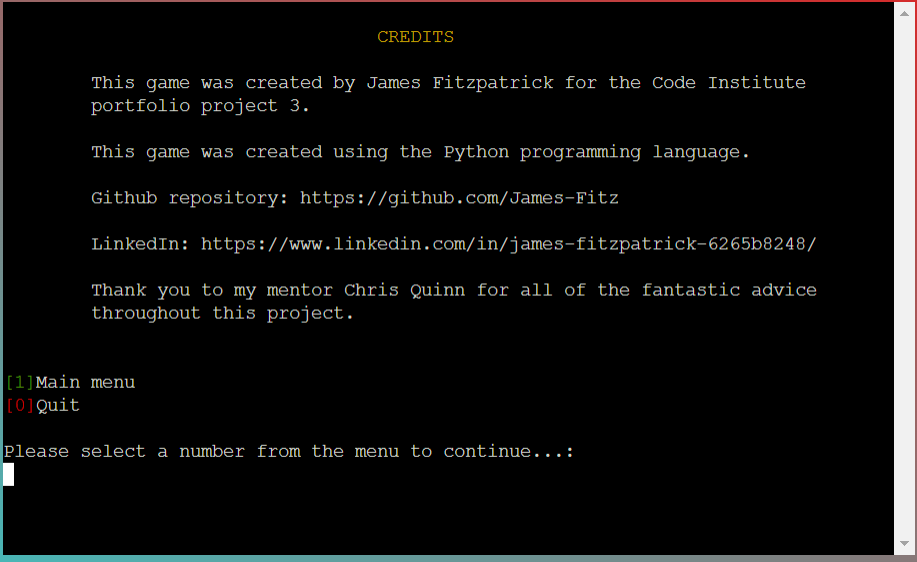 CREDITS
This game was created by James Fitzpatrick for the Code Institute
portfolio project 3.
This game was created using the Python programming language.
Github repository: https://github.com/James-Fitz
LinkedIn: https://www.linkedin.com/in/james-fitzpatrick-6265b8248/
Thank you to my mentor Chris Quinn for all of the fantastic advice
throughout this project.
[1]Main menu
[0]Quit
Please select a number from the menu to continue...: